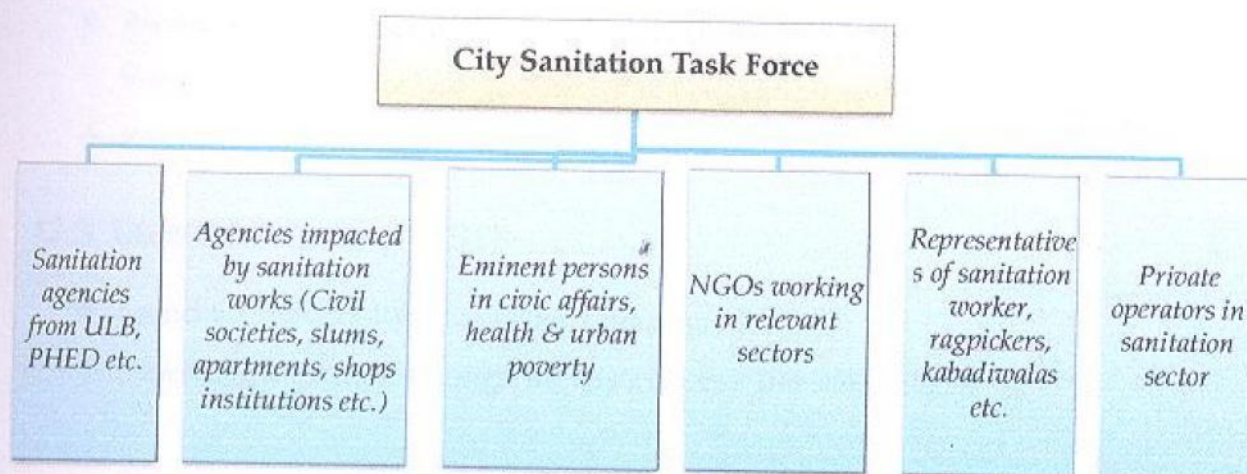 City Sanitation Task Force
Sanitation
agencies
from ULB,
PHED etc.
Agencies impacted
by sanitation
works (Civil
societies, slums,
apartments, shops
institutions etc.)
Eminent persons
in civic affairs,
health & urban
poverty
NGOs working
in relevant
sectors
Representative
s of sanitation
worker,
ragpickers,
kabadiwalas
etc.
Private
operators in
sanitation
sector